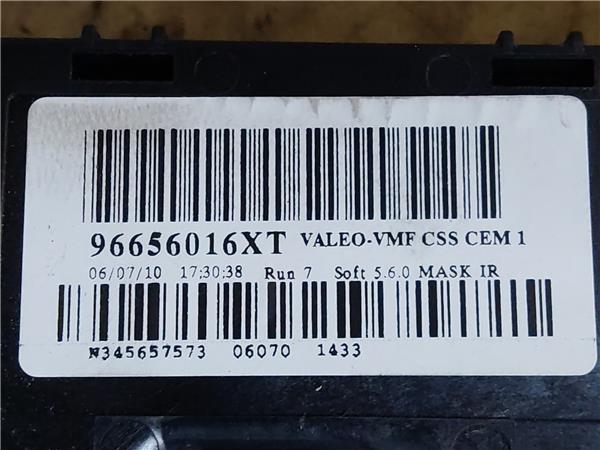 96656016XT VALEO-VMF CSS CEM 1
06/07/10 17:30:38 Run 7 Soft 5.6.0 MASK IR
N345657573 06070 1433